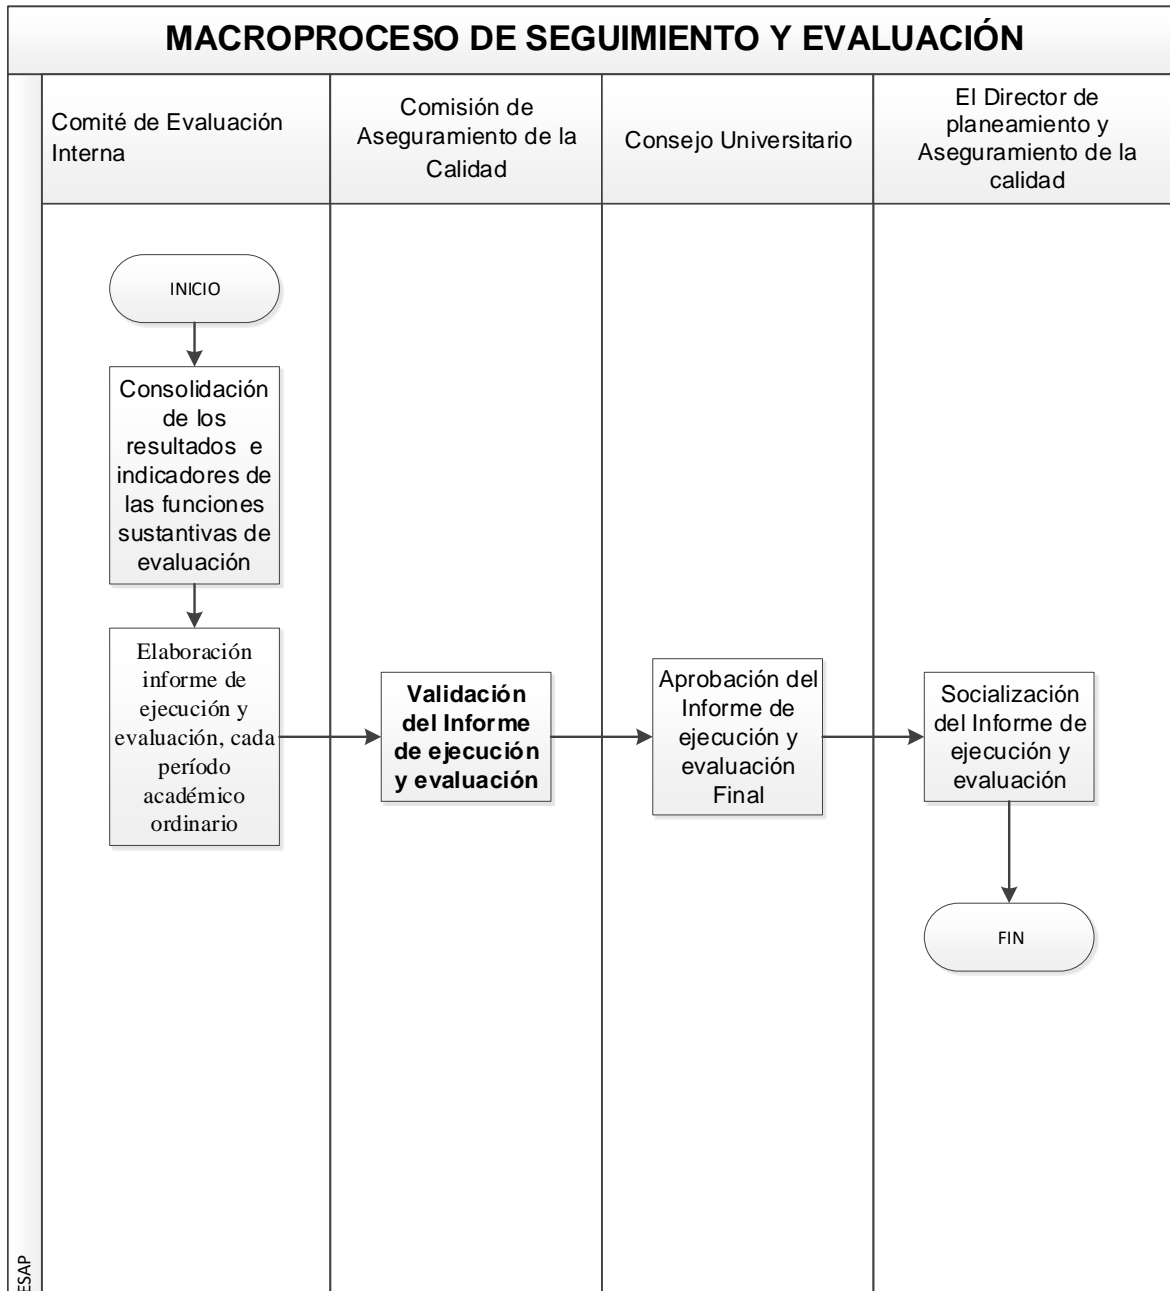 MACROPROCESO DE SEGUIMIENTO Y EVALUACIÓN
Comité de Evaluación
Interna
Comisión de
Aseguramiento de la
Calidad
Consejo Universitario
El Director de
planeamiento y
Aseguramiento de la
calidad
INICIO
Consolidación
de los
resultados e
indicadores de
las funciones
sustantivas de
evaluación
Elaboración
informe de
ejecución y
evaluación, cada
período
académico
ordinario
Validación
del Informe
de ejecución
y evaluación
Aprobación del
Informe de
ejecución y
evaluación
Final
Socialización
del Informe de
ejecución y
evaluación
FIN
ESAP